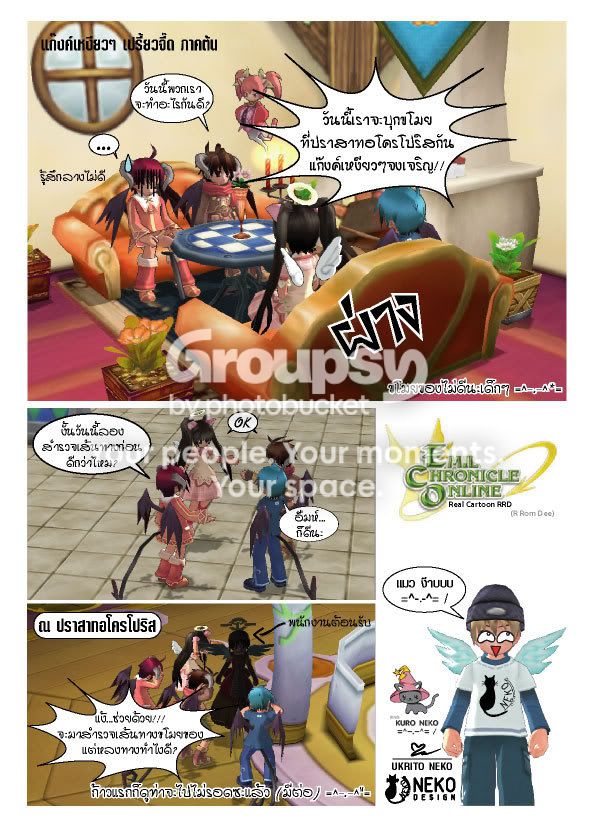 แก๊งค์เหงียวๆ เปรี้ยวจี๊ด ภาคต้น
วันนี้พวกเรา
จะทำอะไรกันดี?
...
รู้สึกลางไม่ดี
วันนี้เราจะบุกขโมย
ที่ปราสาทอโครโปริสกัน
แก๊งค์เหงียวๆจงเจริญ!!
ผ่าง
ขโมยของไม่ดีนะเด็กๆ =^-.-^=
Groupsy
by photobucket
your people. Your moments.
Your space.
งั้นวันนี้ลอง
สำรวจเส้นทางก่อน
ดีกว่าไหม?
OK
อืมห์...
ก็ดีนะ
EMIL
CHRONICLE
ONLINE
Real Cartoon RRD
(R Rom Dee)
แมว ง๊าบบบ
=^-.-^= /
ณ ปราสาทอโครโปริส
พนักงานต้อนรับ
แง้...ช่วยด้วย!!!
จะมาสำรวจเส้นทางขโมยของ
แต่หลงทางทำไงดี?
ก้าวแรกก็ดูท่าจะไปไม่รอดซะแล้ว (มีต่อ) =^-.-^=
NEKO
KURO NEKO
=^-.-^= /
UKRITO NEKO
NEKO
DESIGN